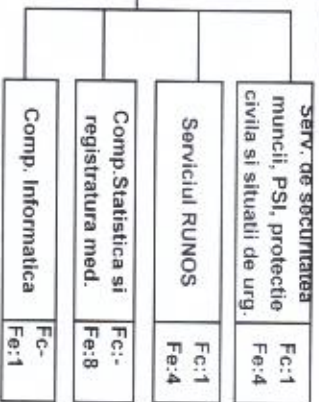 Serv. de securitatea
muncii, PSI, protectie
civila si situatii de urg.
Fc:1
Fe:4
Serviciul RUNOS
Fc:1
Fe:4
Comp.Statistica si
registratura med.
Fc:-
Fe:8
Comp. Informatica
Fc-
Fe:1